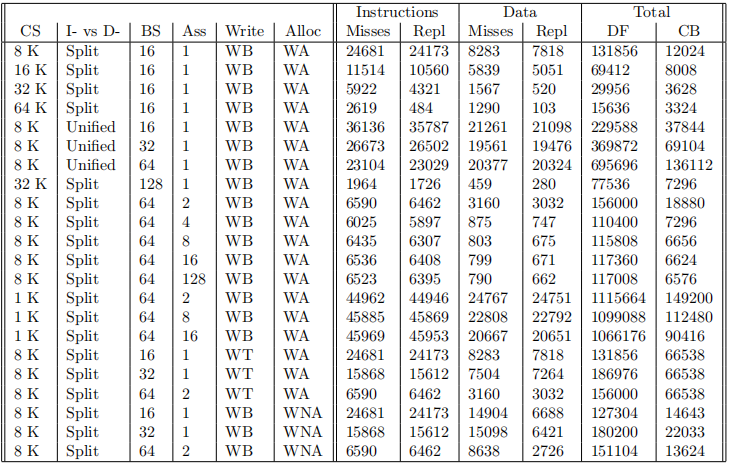 Instructions Data Total
CS I- vs D- BS Ass Write Alloc Misses Repl Misses Repl DF CB
8 K Split 16 1 WB WA 24681 24173 8283 7818 131856 12024
16 K Split 16 1 WB WA 11514 10560 5839 5051 69412 8008
32 K Split 16 1 WB WA 5922 4321 1567 520 29956 3628
64 K Split 16 1 WB WA 2619 484 1290 103 15636 3324
8 K Unified 16 1 WB WA 36136 35787 21261 21098 229588 37844
8 K Unified 32 1 WB WA 26673 26502 19561 19476 369872 69104
8 K Unified 64 1 WB WA 23104 23029 20377 20324 695696 136112
32 K Split 128 1 WB WA 1964 1726 459 280 77536 7296
8 K Split 64 2 WB WA 6590 6462 3160 3032 156000 18880
8 K Split 64 4 WB WA 6025 5897 875 747 110400 7296
8 K Split 64 8 WB WA 6435 6307 803 675 115808 6656
8 K Split 64 16 WB WA 6536 6408 799 671 117360 6624
8 K Split 64 128 WB WA 6523 6395 790 662 117008 6576
1 K Split 64 2 WB WA 44962 44946 24767 24751 1115664 149200
1 K Split 64 8 WB WA 45885 45869 22808 22792 1099088 112480
1 K Split 64 16 WB WA 45969 45953 20667 20651 1066176 90416
8 K Split 16 1 WT WA 24681 24173 8283 7818 131856 66538
8 K Split 32 1 WT WA 15868 15612 7504 7264 186976 66538
8 K Split 64 2 WT WA 6590 6462 3160 3032 156000 66538
8 K Split 16 1 WB WNA 24681 24173 14904 6688 127304 14643
8 K Split 32 1 WB WNA 15868 15612 15098 6421 180200 22033
8 K Split 64 2 WB WNA 6590 6462 8638 2726 151104 13624